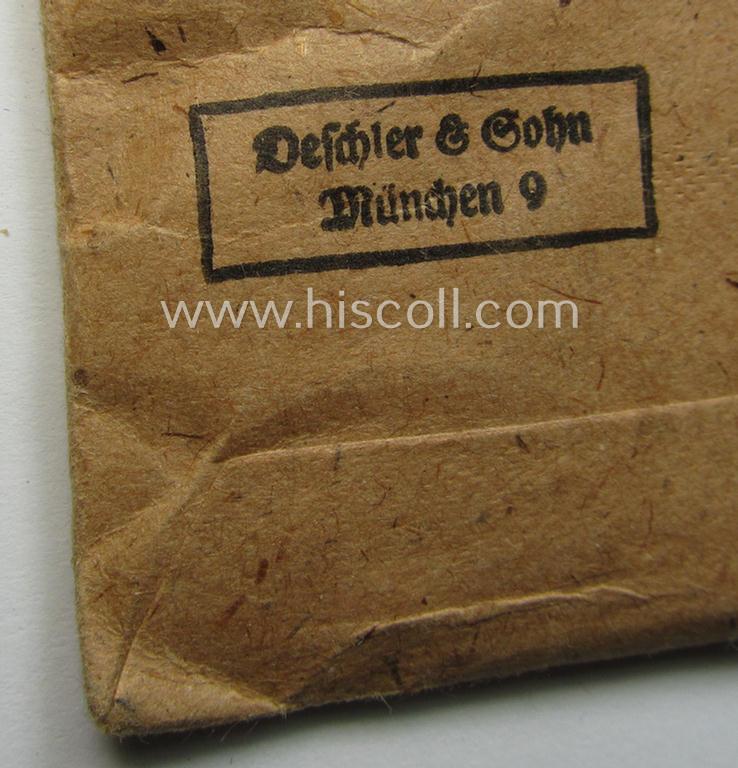 Deschler & Sohn
München 9
www.hiscoll.com